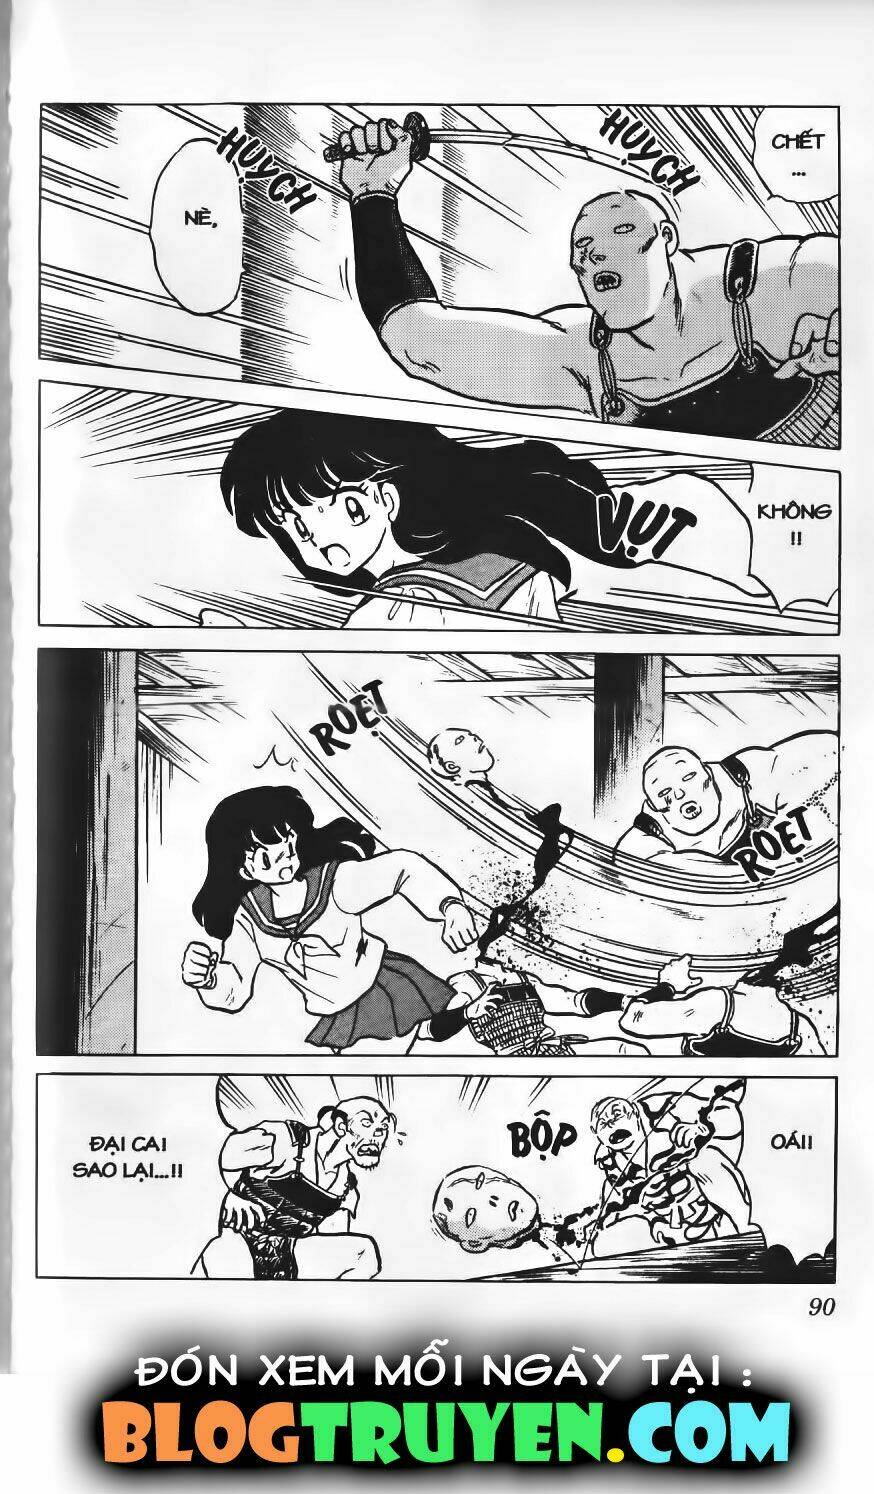 CHẾT
...
HUỴCH
HUỴCH
NÈ,
KHÔNG
!!
VỤT
ROẸT
ROẸT
OÁI!
BỘP
ĐẠI CA!
SAO LẠI...!!
90
ĐÓN XEM MỖI NGÀY TẠI :
BLOGTRUYEN.COM